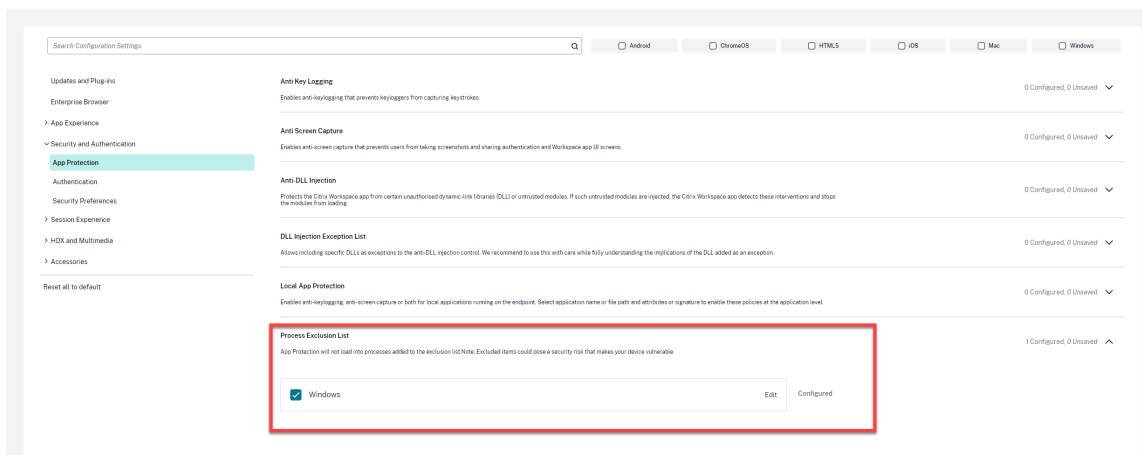 Search Configuration Settings
Android
ChromeOS
HTML5
iOS
Mac
Windows
Updates and Plug-ins
Enterprise Browser
App Experience
Security and Authentication
App Protection
Authentication
Security Preferences
Session Experience
HDX and Multimedia
Accessories
Reset all to default
Anti Key Logging
0 Configured, 0 Unsaved
Enables anti-keylogging that prevents keyloggers from capturing keystrokes.
Anti Screen Capture
0 Configured, 0 Unsaved
Enables anti-screen capture that prevents users from taking screenshots and sharing authentication and Workspace app UI screens.
Anti-DLL Injection
0 Configured, 0 Unsaved
Protects the Citrix Workspace app from certain unauthorised dynamic-link libraries (DLL) or untrusted modules. If such untrusted modules are injected, the Citrix Workspace app detects these interventions and stops
the modules from loading.
DLL Injection Exception List
0 Configured, 0 Unsaved
Allows including specific DLLs as exceptions to the anti-DLL injection control. We recommend to use this with care while fully understanding the implications of the DLL added as an exception.
Local App Protection
0 Configured, 0 Unsaved
Enables anti-keylogging, anti-screen capture or both for local applications running on the endpoint. Select application name or file path and attributes or signature to enable these policies at the application level.
Process Exclusion List
1 Configured, 0 Unsaved
App Protection will not load into processes added to the exclusion list.Note: Excluded items could pose a security risk that makes your device vulnerable.
Windows
Edit
Configured